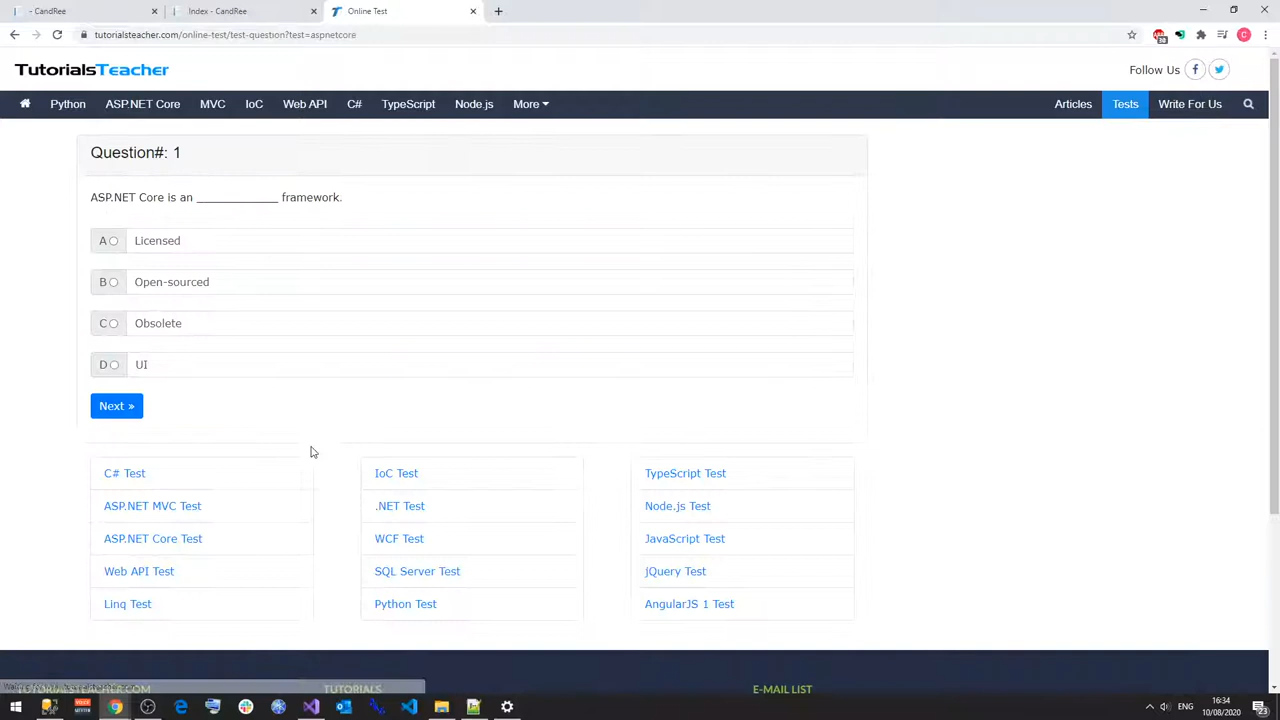 - CandRee
Index - CandRee
Online Test
tutorialsteacher.com/online-test/test-question?test=aspnetcore
TutorialsTeacher
Follow Us
Python ASP.NET Core MVC IoC Web API C# TypeScript Node.js More Articles Tests Write For Us
Question#: 1
ASP.NET Core is an _____________ framework.
A Licensed
B Open-sourced
C Obsolete
D UI
Next »
C# Test IoC Test TypeScript Test
ASP.NET MVC Test .NET Test Node.js Test
ASP.NET Core Test WCF Test JavaScript Test
Web API Test SQL Server Test jQuery Test
Linq Test Python Test AngularJS 1 Test
TUTORIALSTEACHER.COM TUTORIALS E-MAIL LIST
ENG 16:34
10/08/2020 23